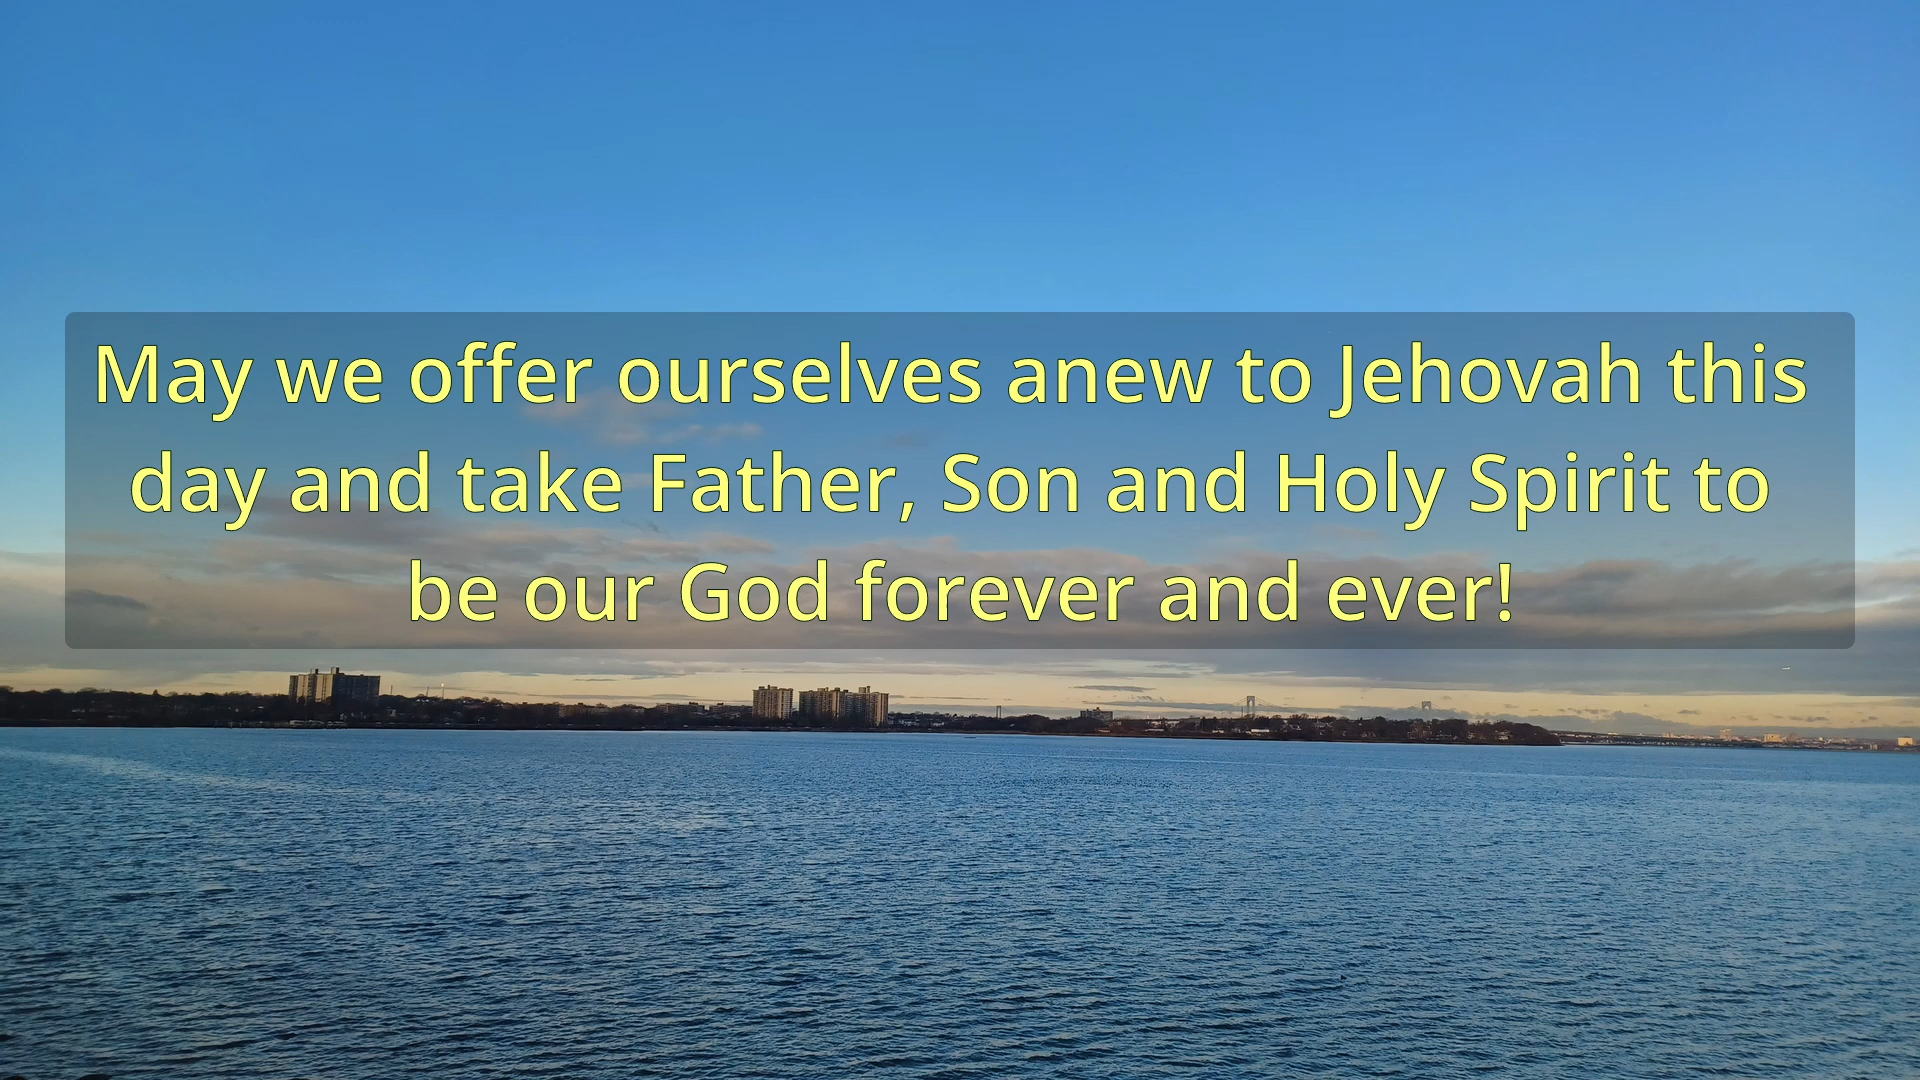 May we offer ourselves anew to Jehovah this
day and take Father, Son and Holy Spirit to
be our God forever and ever!